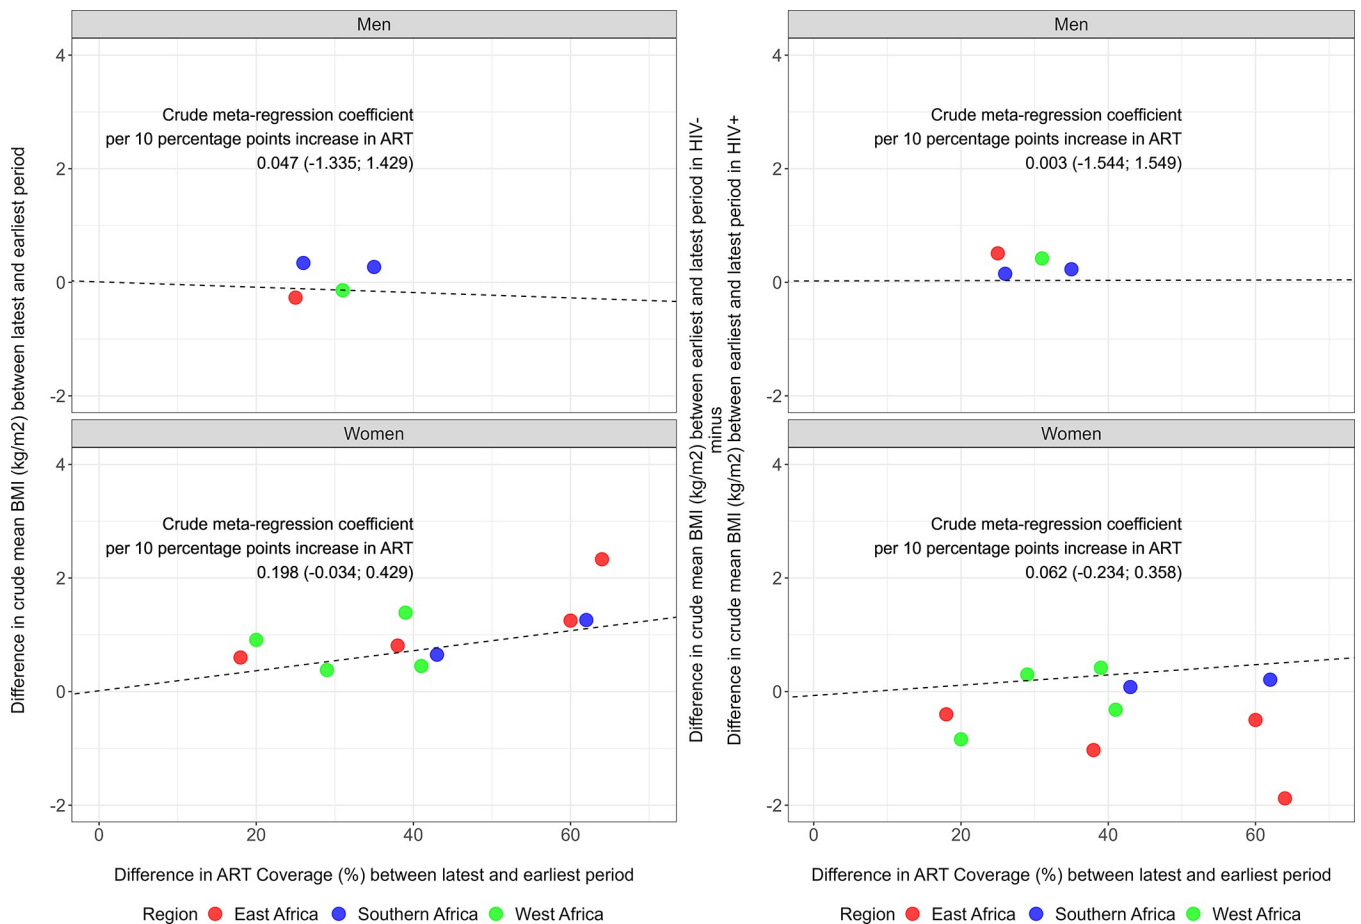 Men
4
2
0
-2
Crude meta-regression coefficient
per 10 percentage points increase in ART
0.047 (-1.335; 1.429)
Women
4
2
0
-2
Crude meta-regression coefficient
per 10 percentage points increase in ART
0.198 (-0.034; 0.429)
0
20
40
60
Difference in crude mean BMI (kg/m2) between latest and earliest period
Difference in ART Coverage (%) between latest and earliest period
Region East Africa Southern Africa West Africa
Difference in crude mean BMI (kg/m2) between earliest and latest period in HIV-
minus
Difference in crude mean BMI (kg/m2) between earliest and latest period in HIV+
Men
4
2
0
-2
Crude meta-regression coefficient
per 10 percentage points increase in ART
0.003 (-1.544; 1.549)
Women
4
2
0
-2
Crude meta-regression coefficient
per 10 percentage points increase in ART
0.062 (-0.234; 0.358)
0
20
40
60
Difference in ART Coverage (%) between latest and earliest period
Region East Africa Southern Africa West Africa